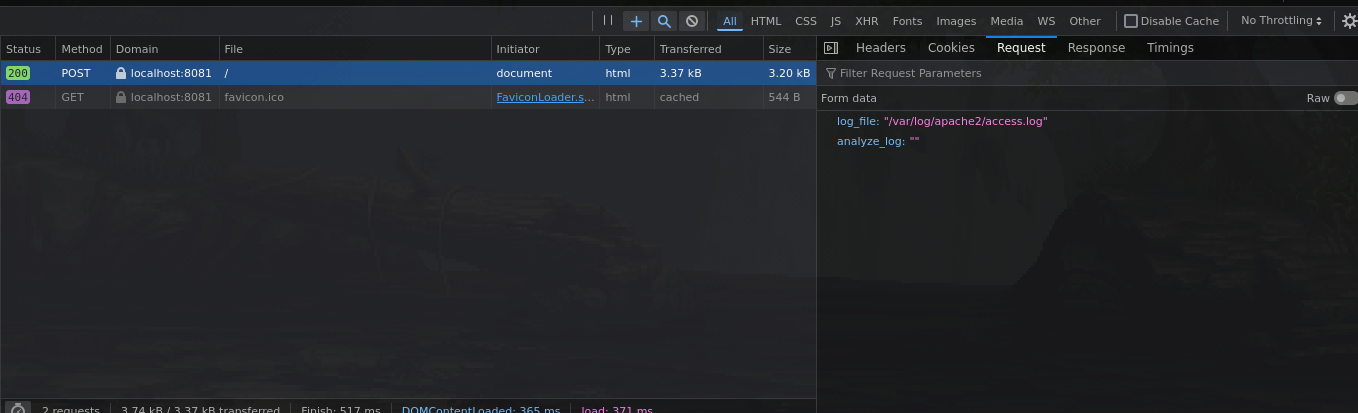 All HTML CSS JS XHR Fonts Images Media WS Other Disable Cache No Throttling
Status Method Domain File Initiator Type Transferred Size
200 POST localhost:8081 / document html 3.37 kB 3.20 kB
404 GET localhost:8081 favicon.ico FaviconLoader.s... html cached 544 B
Headers Cookies Request Response Timings
Filter Request Parameters
Form data Raw
log_file: "/var/log/apache2/access.log"
analyze_log: ""
2 requests 3.74 kB / 3.37 kB transferred Finish: 517 ms DOMContentLoaded: 365 ms load: 371 ms